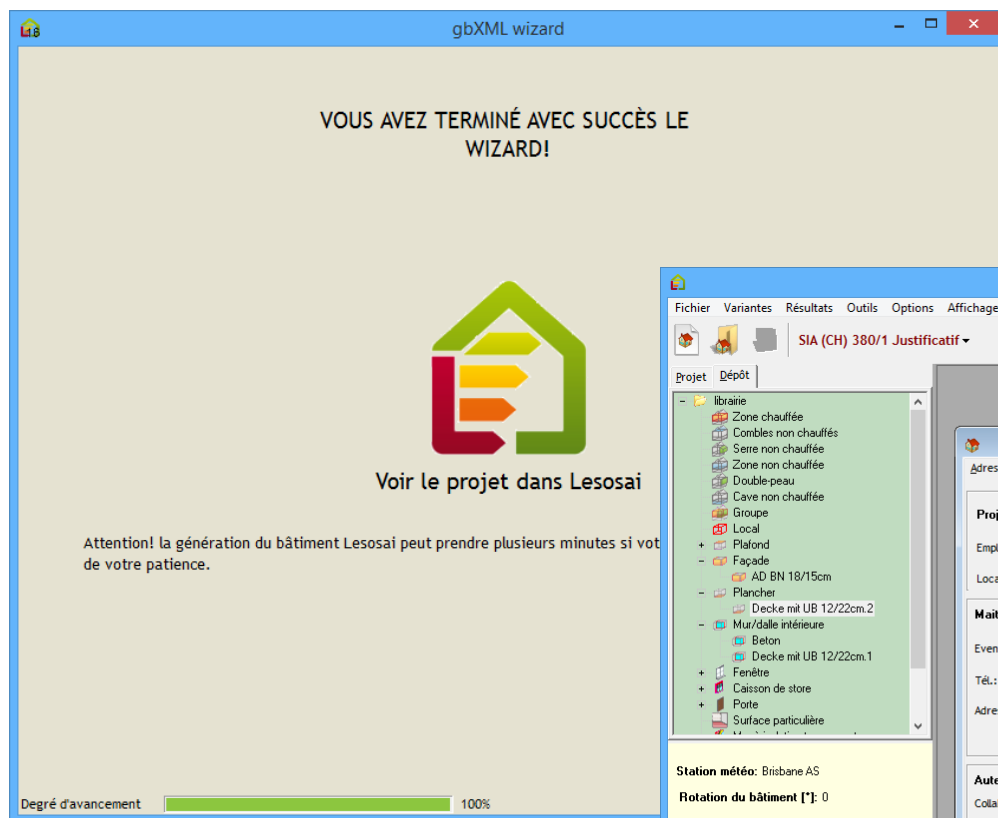 gbXML wizard
VOUS AVEZ TERMINÉ AVEC SUCCÈS LE
WIZARD!
Voir le projet dans Lesosai
Attention! la génération du bâtiment Lesosai peut prendre plusieurs minutes si vot
de votre patience.
Degré d'avancement
100%
Fichier Variantes Résultats Outils Options Affichage
SIA (CH) 380/1 Justificatif
Projet Dépôt
librairie
Zone chauffée
Combles non chauffés
Serre non chauffée
Zone non chauffée
Double-peau
Cave non chauffée
Groupe
Local
Plafond
Façade
AD BN 18/15cm
Plancher
Decke mit UB 12/22cm.2
Mur/dalle intérieure
Beton
Decke mit UB 12/22cm.1
Fenêtre
Caisson de store
Porte
Surface particulière
Station météo: Brisbane AS
Rotation du bâtiment [°]: 0
Adres
Proj
Empl
Loca
Mait
Even
Tél.:
Adre
Aute
Colla